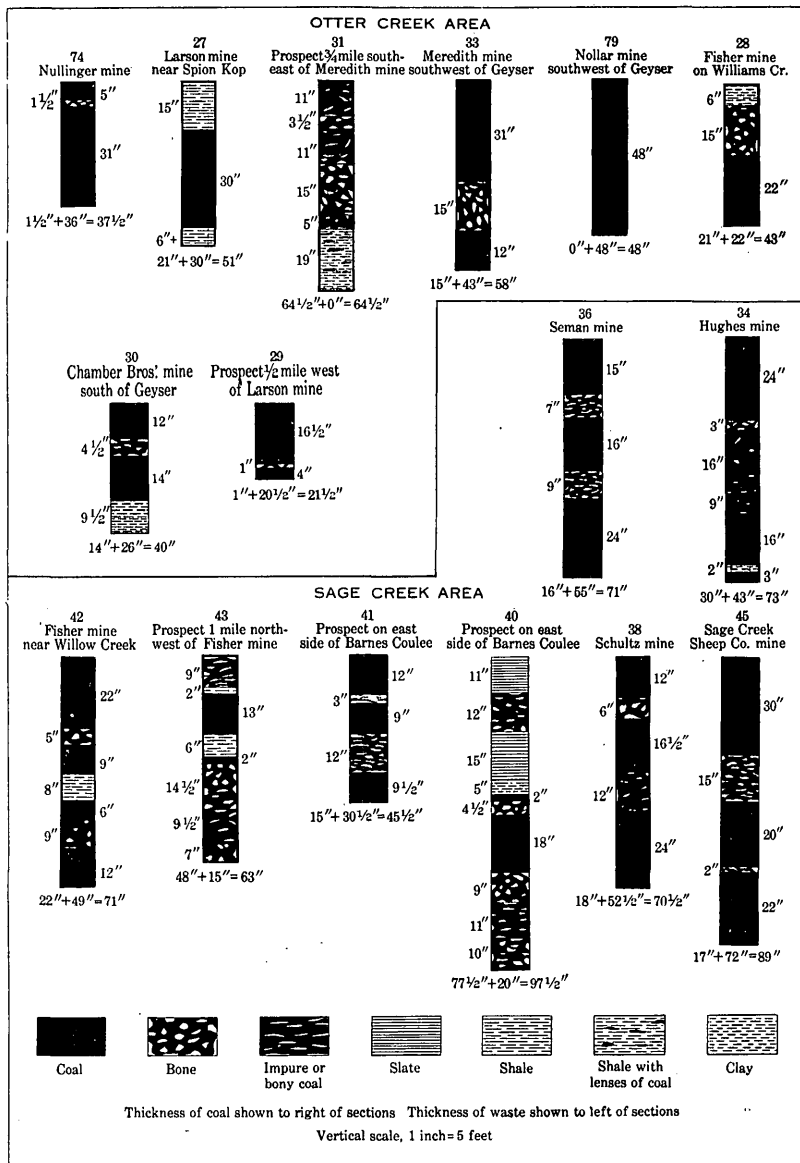 OTTER CREEK AREA
74
Nullinger mine
1½″
5″
31″
1½″+36″=37½″
27
Larson mine
near Spion Kop
15″
30″
6″+
21″+30″=51″
31
Prospect ¾ mile south-
east of Meredith mine
11″
3½″
11″
15″
5″
19″
64½″+0″=64½″
33
Meredith mine
southwest of Geyser
31″
15″
12″
15″+43″=58″
79
Nollar mine
southwest of Geyser
48″
0″+48″=48″
28
Fisher mine
on Williams Cr.
6″
15″
22″
21″+22″=43″
30
Chamber Bros.' mine
south of Geyser
12″
4½″
14″
9½″
14″+26″=40″
29
Prospect ½ mile west
of Larson mine
16½″
1″
4″
1″+20½″=21½″
36
Seman mine
15″
7″
16″
9″
24″
16″+55″=71″
34
Hughes mine
24″
3″
16″
9″
16″
2″
3″
30″+43″=73″
SAGE CREEK AREA
42
Fisher mine
near Willow Creek
22″
5″
9″
8″
6″
9″
12″
22″+49″=71″
43
Prospect 1 mile north-
west of Fisher mine
9″
2″
13″
6″
2″
14½″
9½″
7″
48″+15″=63″
41
Prospect on east
side of Barnes Coulee
12″
3″
9″
12″
9½″
15″+30½″=45½″
40
Prospect on east
side of Barnes Coulee
11″
12″
15″
5″
2″
4½″
18″
9″
11″
10″
77½″+20″=97½″
38
Schultz mine
12″
6″
16½″
12″
24″
18″+52½″=70½″
45
Sage Creek
Sheep Co. mine
30″
15″
20″
2″
22″
17″+72″=89″
Coal
Bone
Impure or
bony coal
Slate
Shale
Shale with
lenses of coal
Clay
Thickness of coal shown to right of sections Thickness of waste shown to left of sections
Vertical scale, 1 inch=5 feet